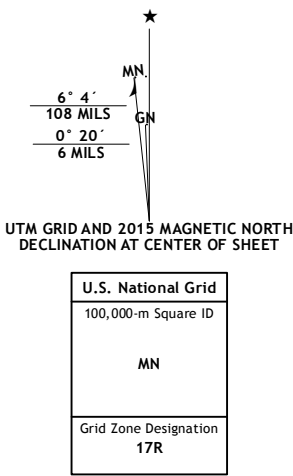 ★
MN.
6° 4´
108 MILS
GN
0° 20´
6 MILS
UTM GRID AND 2015 MAGNETIC NORTH
DECLINATION AT CENTER OF SHEET
U.S. National Grid
100,000-m Square ID
MN
Grid Zone Designation
17R